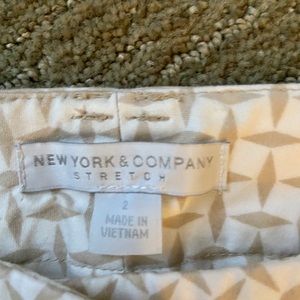 NEW YORK & COMPANY
STRETCH
2
MADE IN
VIETNAM